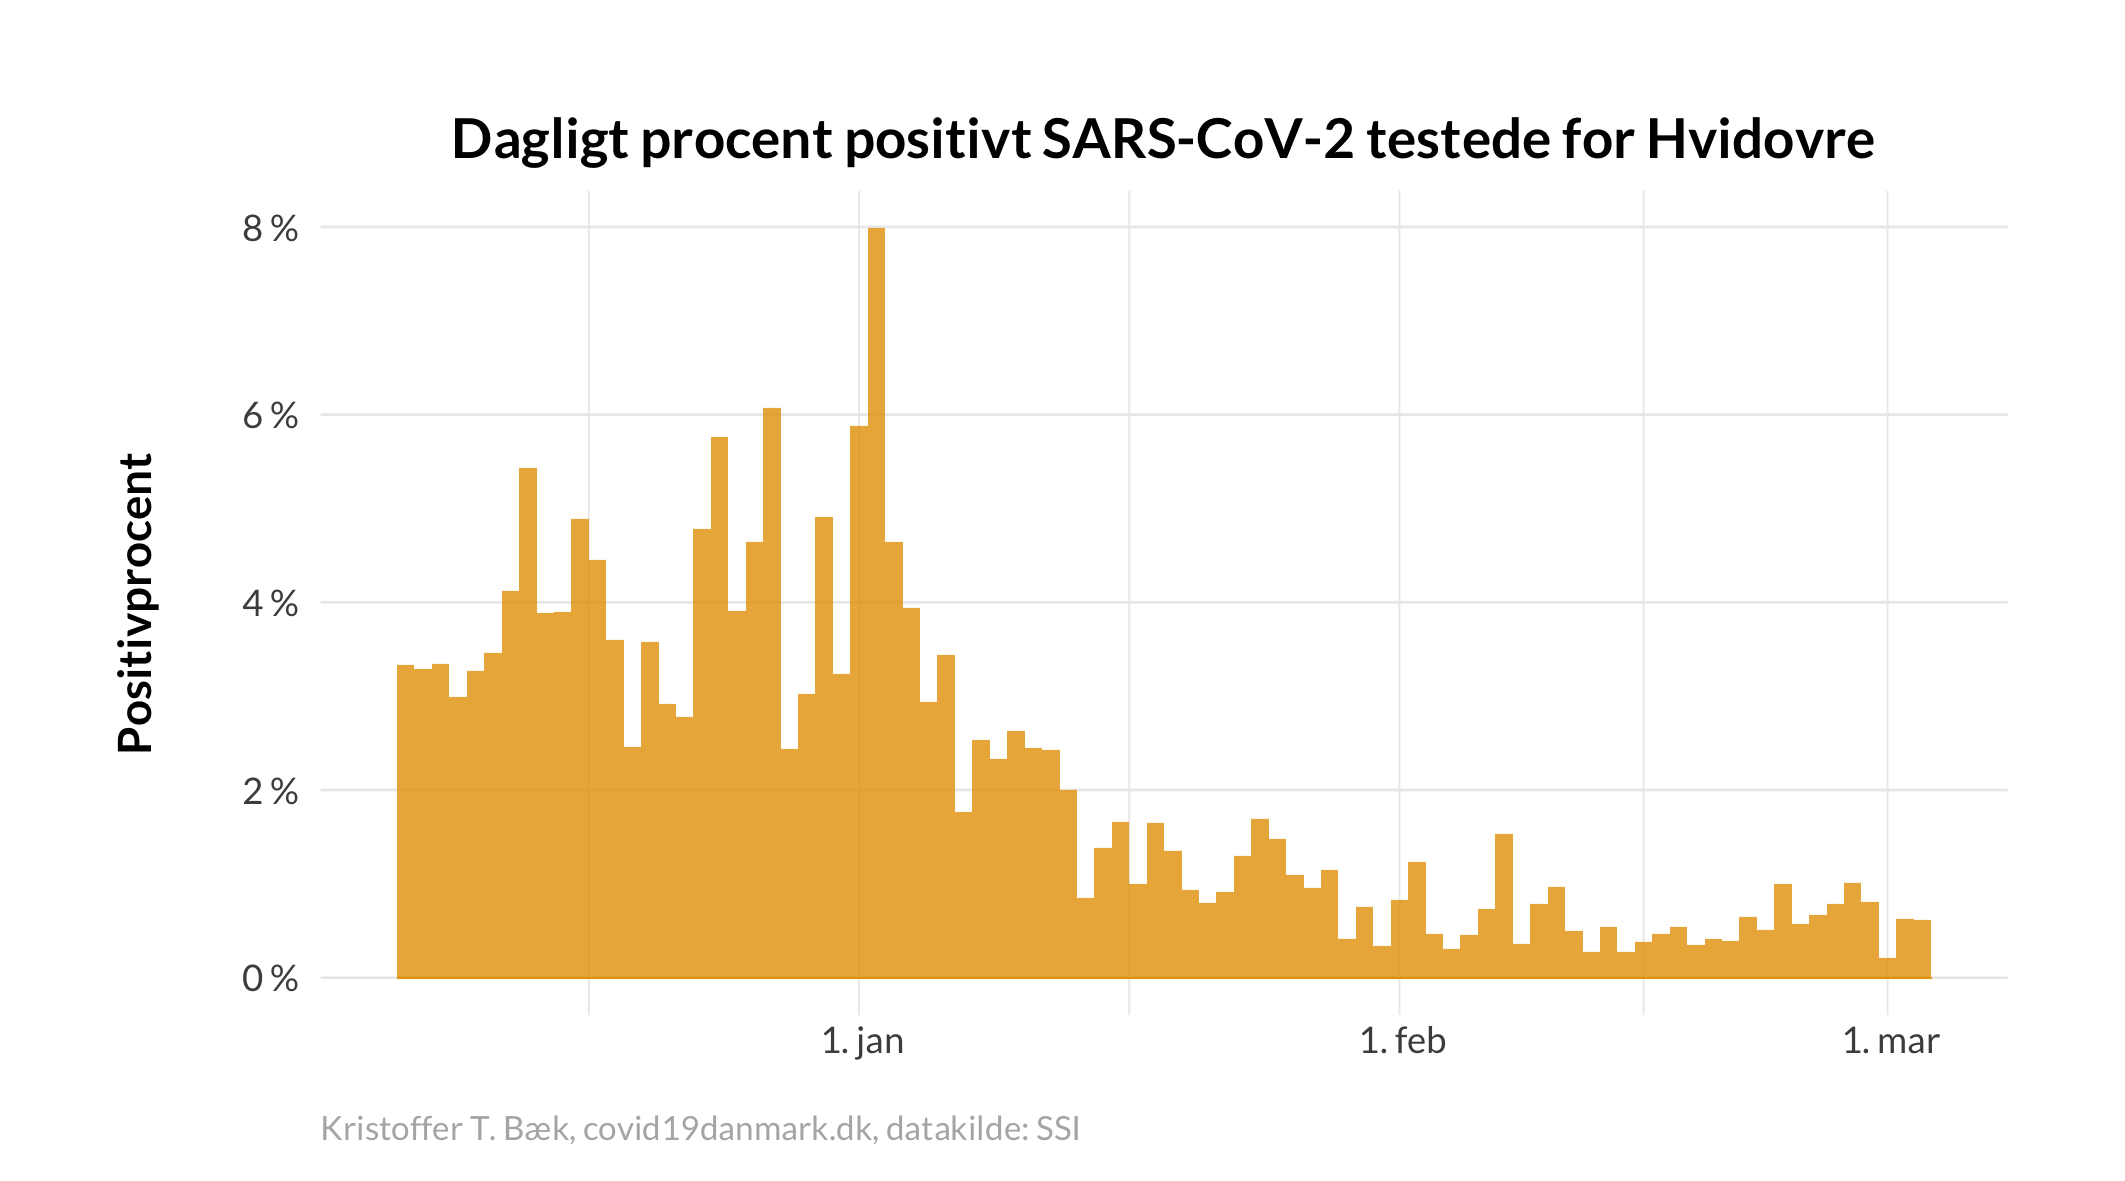 Dagligt procent positivt SARS-CoV-2 testede for Hvidovre
Positivprocent
8 %
6 %
4 %
2 %
0 %
1. jan
1. feb
1. mar
Kristoffer T. Bæk, covid19danmark.dk, datakilde: SSI